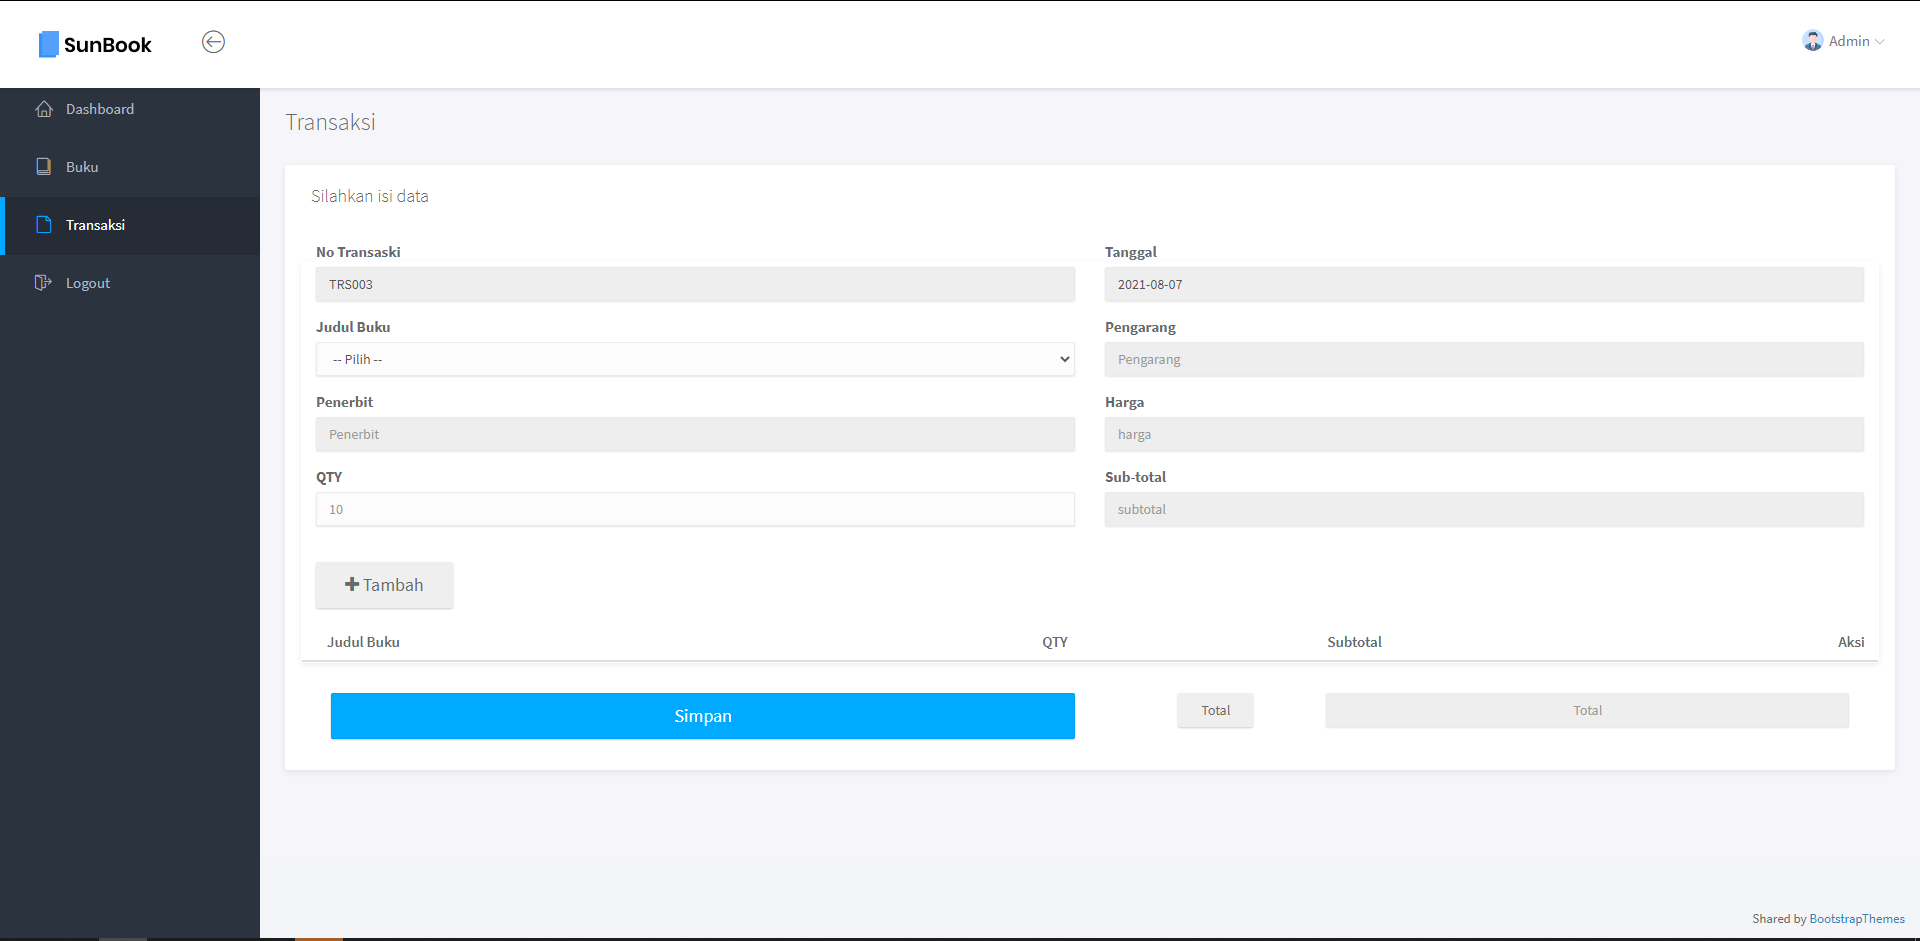 SunBook
Admin
Dashboard
Buku
Transaksi
Logout
Transaksi
Silahkan isi data
No Transaski
Tanggal
TRS003
2021-08-07
Judul Buku
Pengarang
-- Pilih --
Pengarang
Penerbit
Harga
Penerbit
harga
QTY
Sub-total
10
subtotal
Tambah
Judul Buku QTY Subtotal Aksi
Simpan
Total
Total
Shared by BootstrapThemes